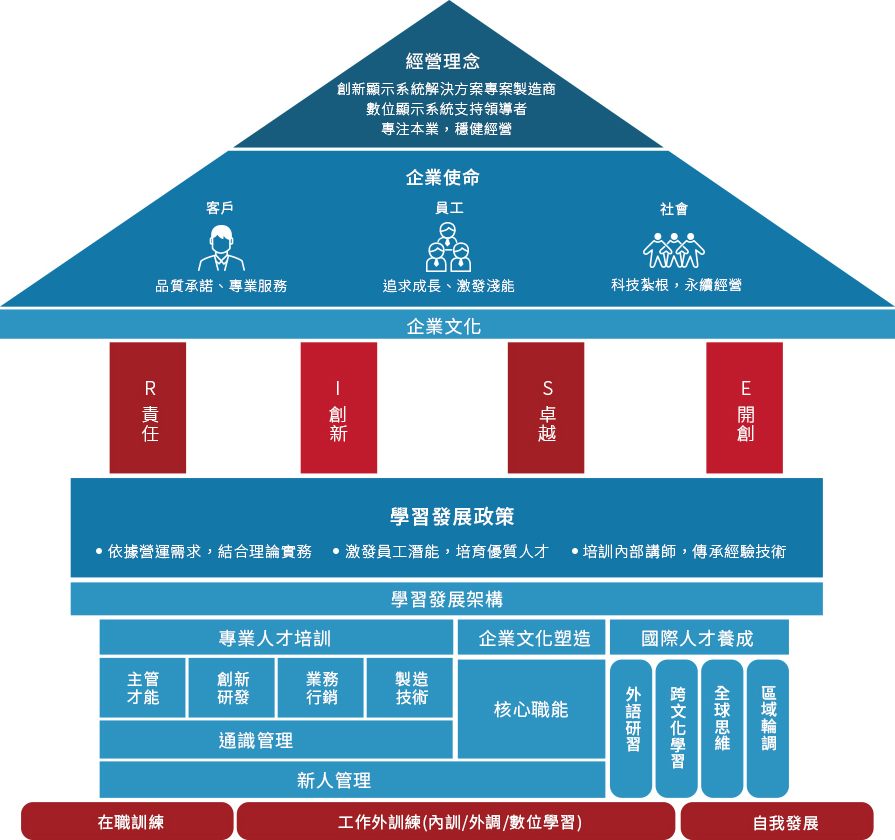 經營理念
創新顯示系統解決方案專案製造商
數位顯示系統支持領導者
專注本業，穩健經營
企業使命
客戶
員工
社會
品質承諾、專業服務
追求成長、激發淺能
科技紮根，永續經營
企業文化
R
責
任
I
創
新
S
卓
越
E
開
創
學習發展政策
•依據營運需求，結合理論實務
•激發員工潛能，培育優質人才
•培訓內部講師，傳承經驗技術
學習發展架構
專業人才培訓
企業文化塑造
國際人才養成
主管
才能
創新
研發
業務
行銷
製造
技術
核心職能
外語研習
跨文化學習
全球思維
區域輪調
通識管理
新人管理
在職訓練
工作外訓練(內訓/外調/數位學習)
自我發展